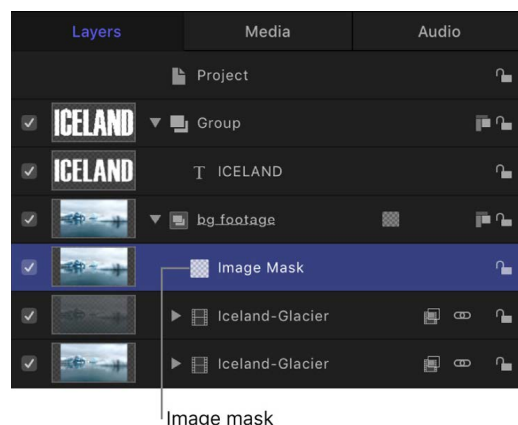 Layers Media Audio
Project
ICELAND Group
ICELAND T ICELAND
bg footage
Image Mask
Iceland-Glacier
Iceland-Glacier
Image mask